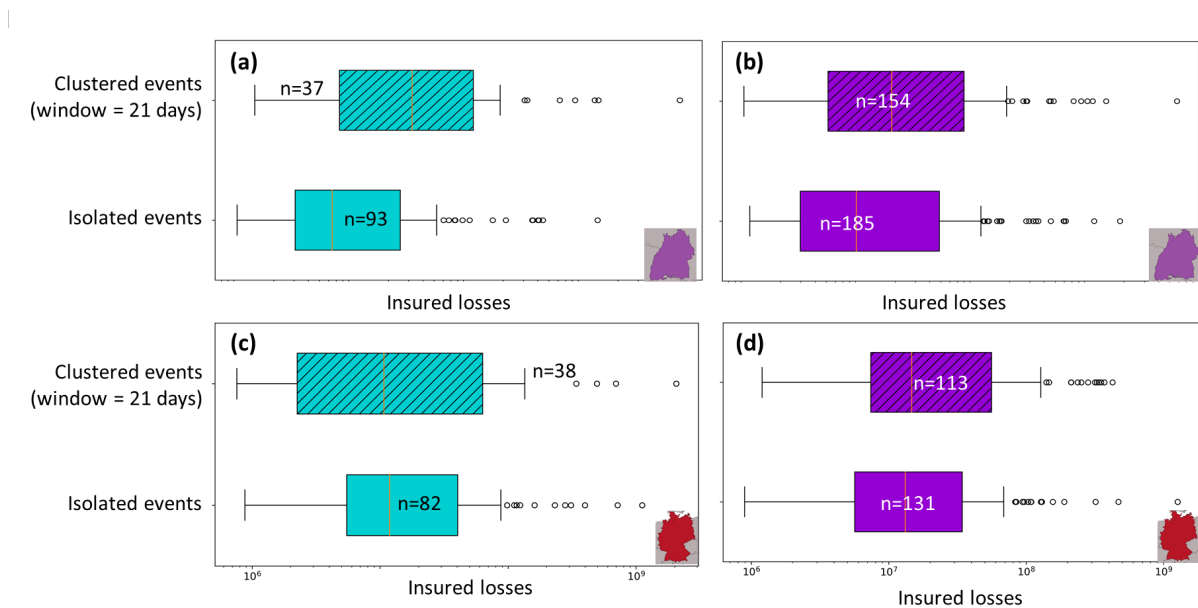 (a)
(b)
Clustered events
(window = 21 days)
n=37
n=154
Isolated events
n=93
n=185
Insured losses
Insured losses
(c)
(d)
Clustered events
(window = 21 days)
n=38
n=113
Isolated events
n=82
n=131
10⁶
10⁹
10⁶
10⁷
10⁸
10⁹
Insured losses
Insured losses